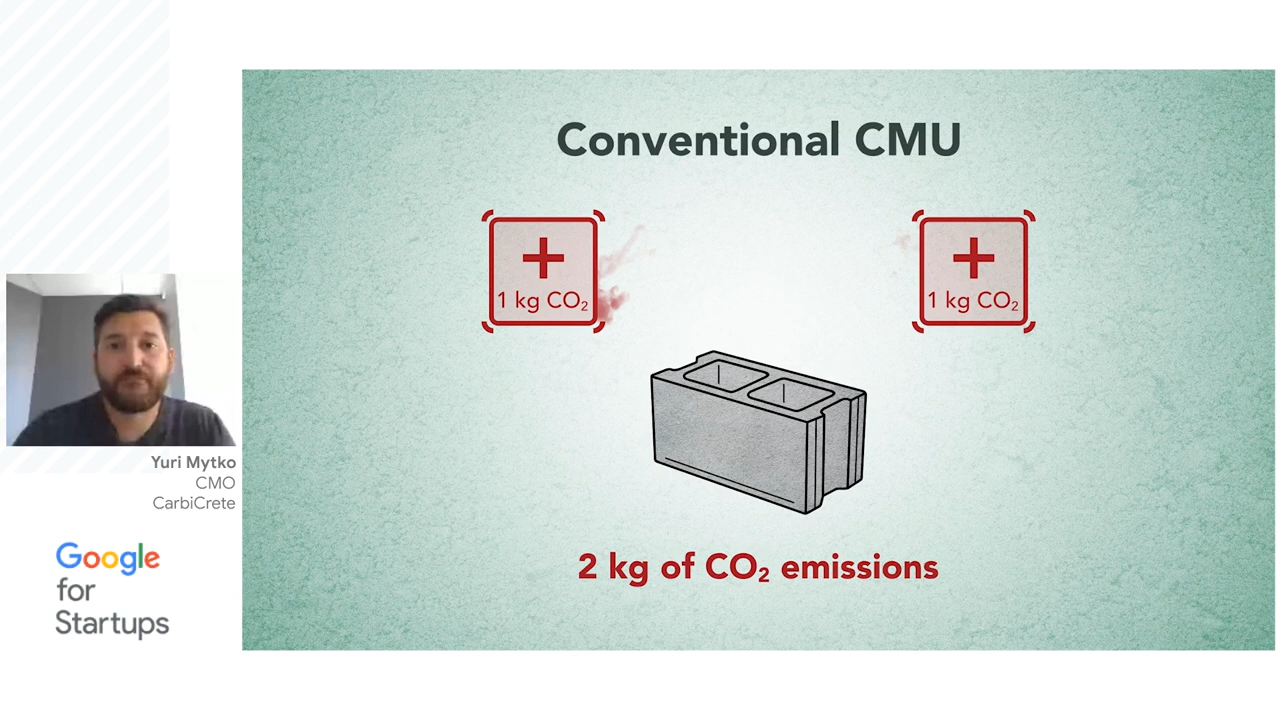 Conventional CMU
+
1 kg CO₂
+
1 kg CO₂
2 kg of CO₂ emissions
Yuri Mytko
CMO
CarbiCrete
Google
for
Startups